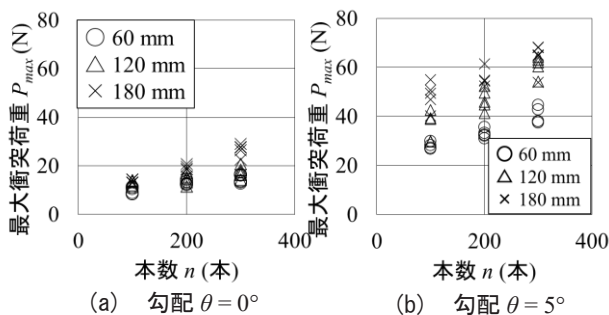 最大衝突荷重 Pmax (N)
80
60
40
20
0
○ 60 mm
△ 120 mm
× 180 mm
0 200 400
本数 n (本)
(a) 勾配 θ = 0°
最大衝突荷重 Pmax (N)
80
60
40
20
0
○ 60 mm
△ 120 mm
× 180 mm
0 200 400
本数 n (本)
(b) 勾配 θ = 5°